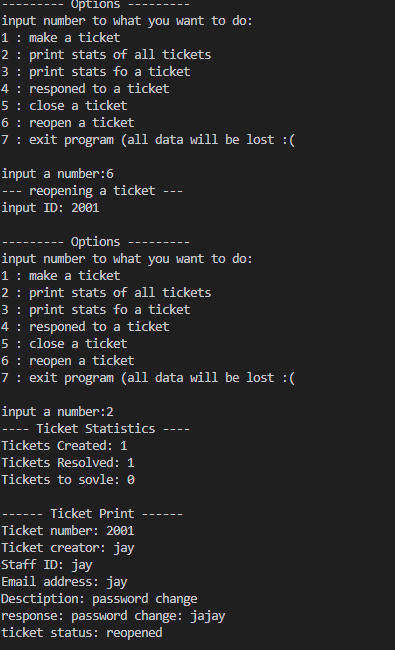 --------- Options ---------
input number to what you want to do:
1 : make a ticket
2 : print stats of all tickets
3 : print stats fo a ticket
4 : responed to a ticket
5 : close a ticket
6 : reopen a ticket
7 : exit program (all data will be lost :(
input a number:6
--- reopening a ticket ---
input ID: 2001
--------- Options ---------
input number to what you want to do:
1 : make a ticket
2 : print stats of all tickets
3 : print stats fo a ticket
4 : responed to a ticket
5 : close a ticket
6 : reopen a ticket
7 : exit program (all data will be lost :(
input a number:2
---- Ticket Statistics ----
Tickets Created: 1
Tickets Resolved: 1
Tickets to sovle: 0
------ Ticket Print ------
Ticket number: 2001
Ticket creator: jay
Staff ID: jay
Email address: jay
Desctiption: password change
response: password change: jajay
ticket status: reopened